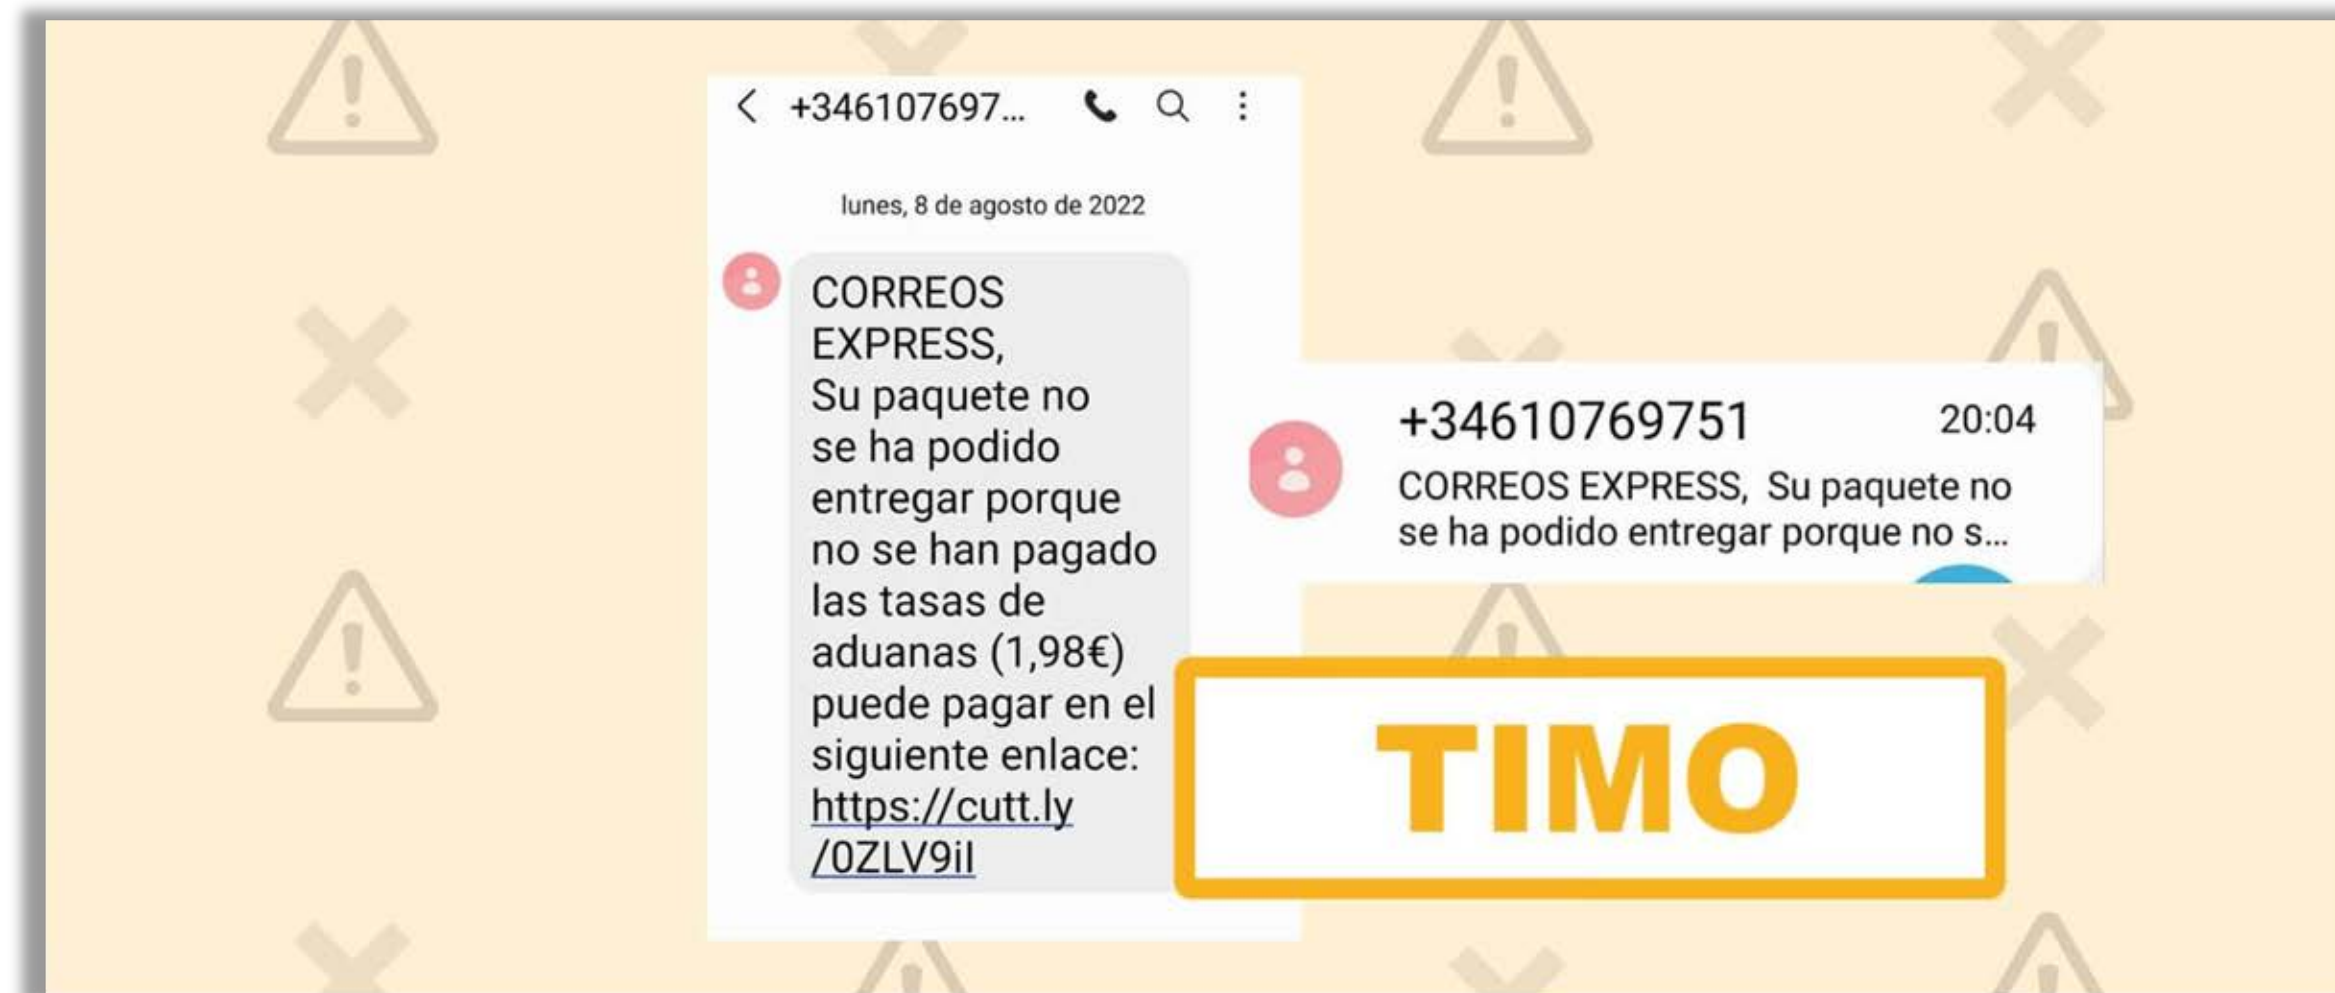 +346107697...
lunes, 8 de agosto de 2022
CORREOS
EXPRESS,
Su paquete no
se ha podido
entregar porque
no se han pagado
las tasas de
aduanas (1,98€)
puede pagar en el
siguiente enlace:
https://cutt.ly
/0ZLV9iI
+34610769751 20:04
CORREOS EXPRESS, Su paquete no
se ha podido entregar porque no s...
TIMO